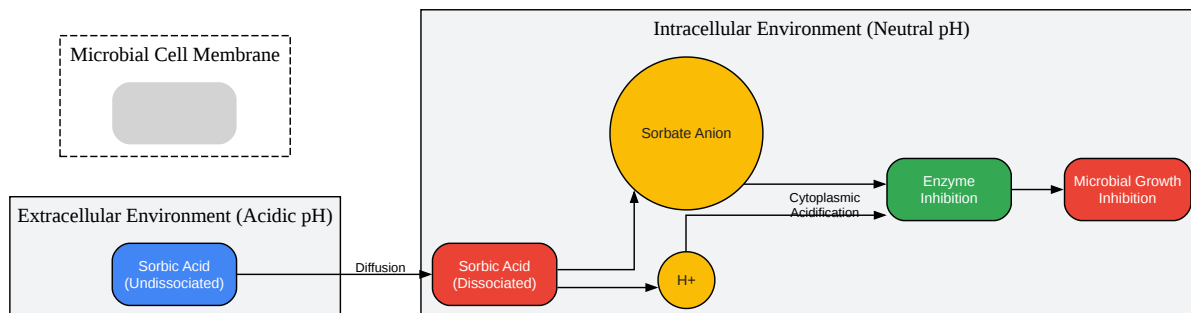 Microbial Cell Membrane
Extracellular Environment (Acidic pH)
Sorbic Acid
(Undissociated)
Diffusion
Intracellular Environment (Neutral pH)
Sorbic Acid
(Dissociated)
Sorbate Anion
H+
Cytoplasmic
Acidification
Enzyme
Inhibition
Microbial Growth
Inhibition